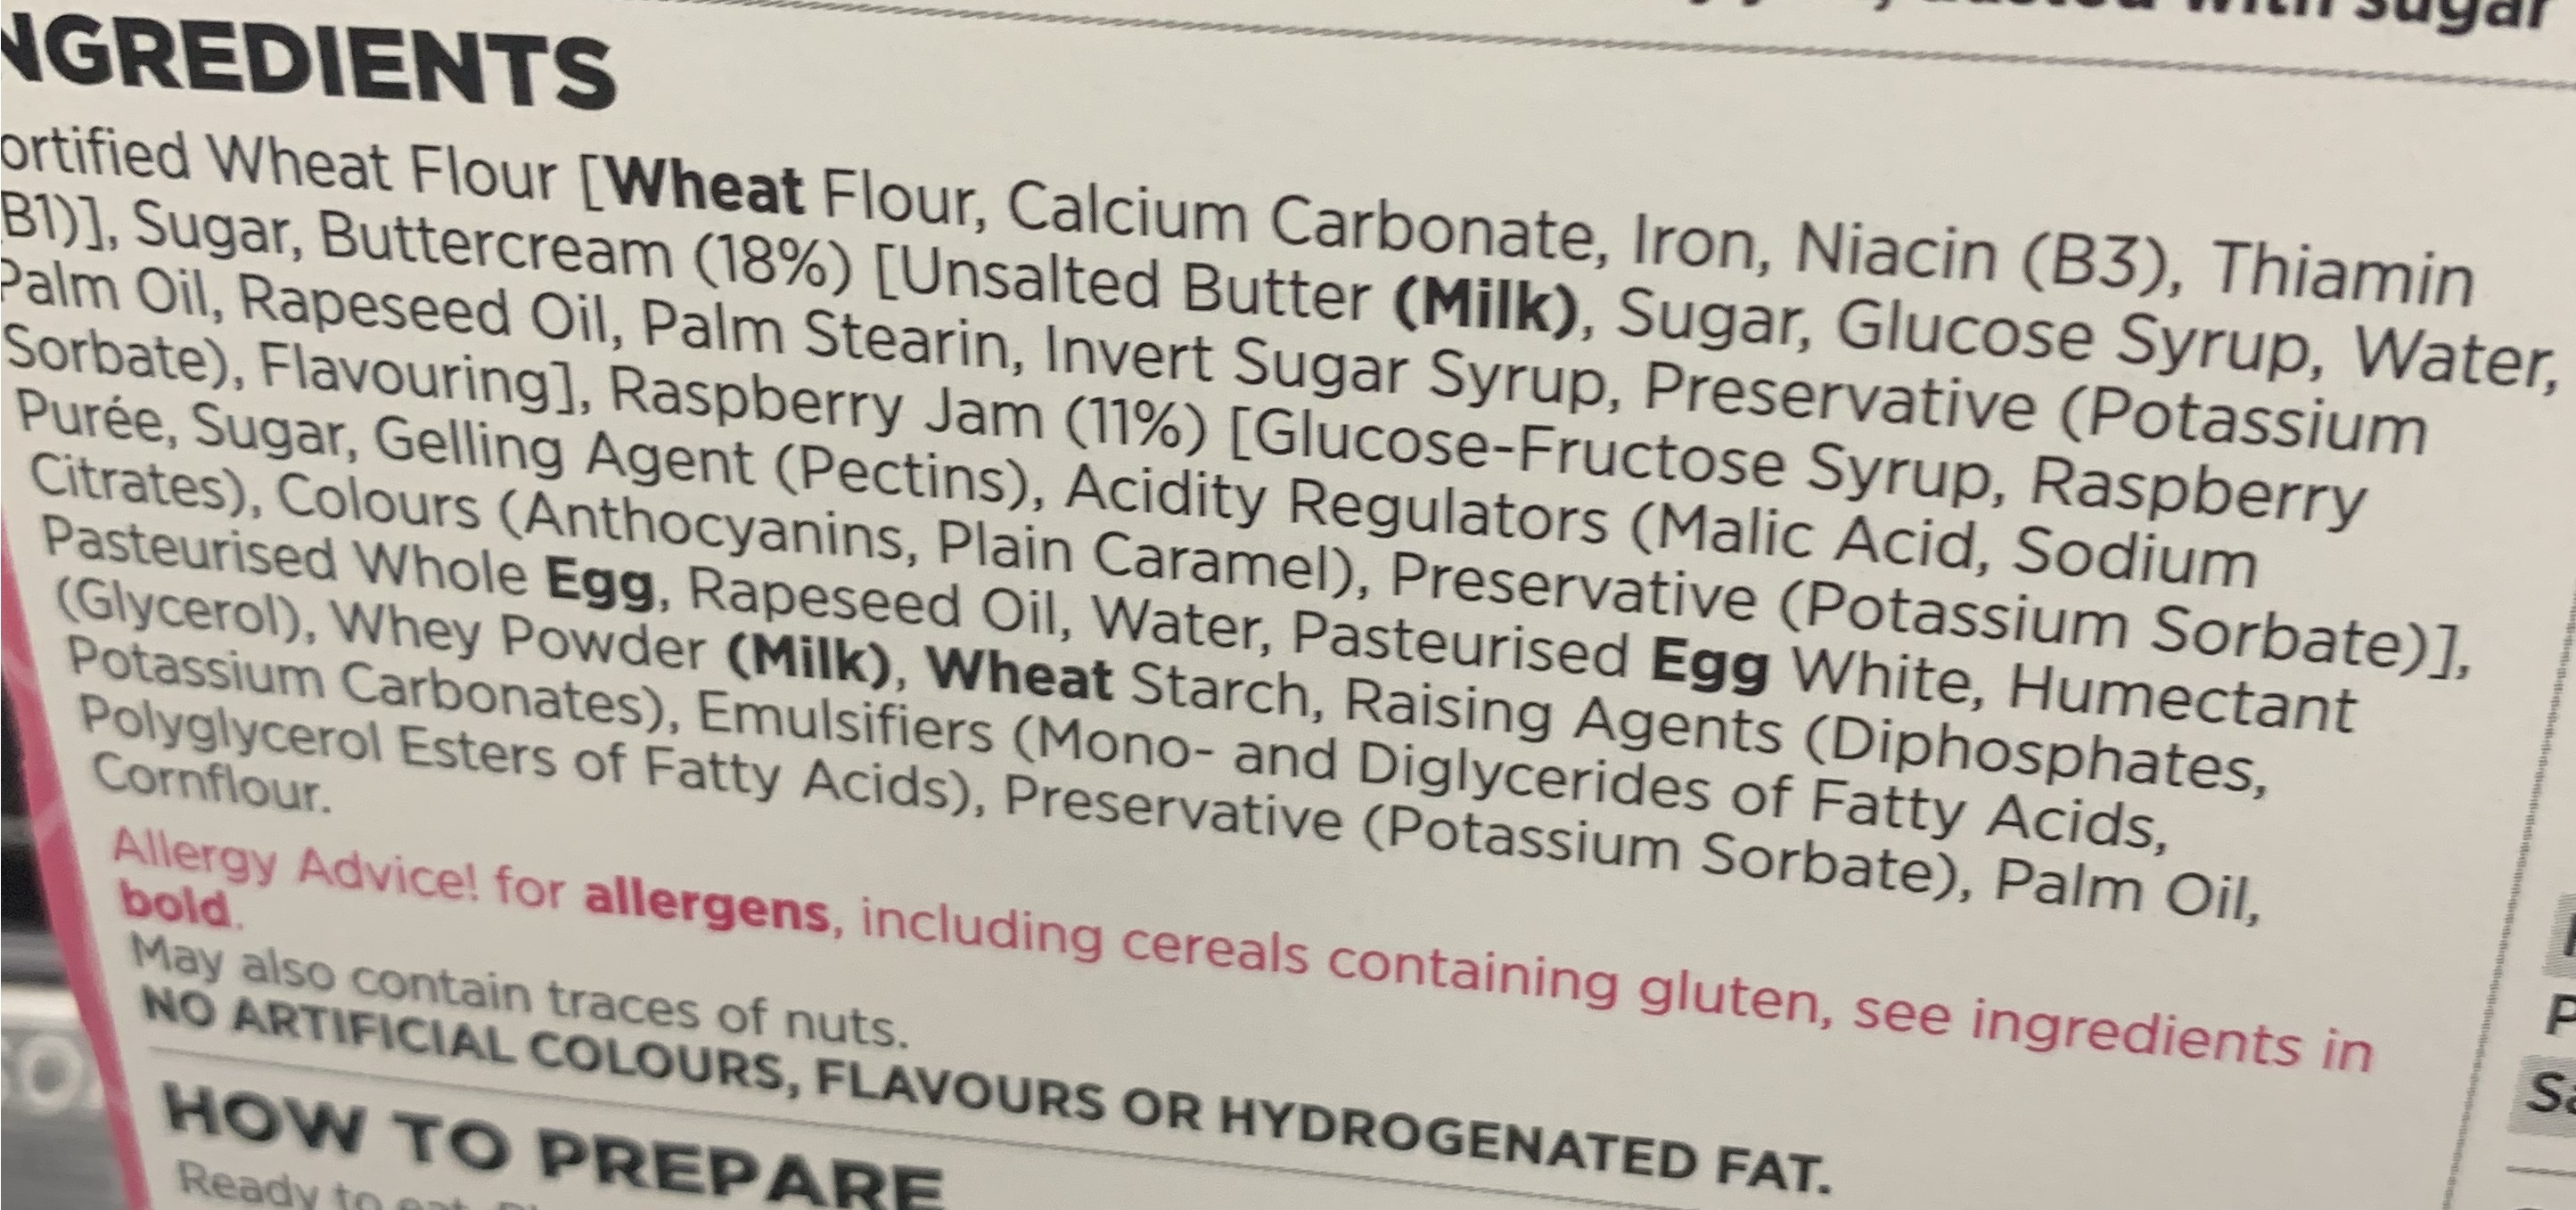 with sugar
NGREDIENTS
ortified Wheat Flour [Wheat Flour, Calcium Carbonate, Iron, Niacin (B3), Thiamin
B1)], Sugar, Buttercream (18%) [Unsalted Butter (Milk), Sugar, Glucose Syrup, Water,
Palm Oil, Rapeseed Oil, Palm Stearin, Invert Sugar Syrup, Preservative (Potassium
Sorbate), Flavouring], Raspberry Jam (11%) [Glucose-Fructose Syrup, Raspberry
Purée, Sugar, Gelling Agent (Pectins), Acidity Regulators (Malic Acid, Sodium
Citrates), Colours (Anthocyanins, Plain Caramel), Preservative (Potassium Sorbate)],
Pasteurised Whole Egg, Rapeseed Oil, Water, Pasteurised Egg White, Humectant
(Glycerol), Whey Powder (Milk), Wheat Starch, Raising Agents (Diphosphates,
Potassium Carbonates), Emulsifiers (Mono- and Diglycerides of Fatty Acids,
Polyglycerol Esters of Fatty Acids), Preservative (Potassium Sorbate), Palm Oil,
Cornflour.
Allergy Advice! for allergens, including cereals containing gluten, see ingredients in
bold.
May also contain traces of nuts.
NO ARTIFICIAL COLOURS, FLAVOURS OR HYDROGENATED FAT.
HOW TO PREPARE
Ready to eat.